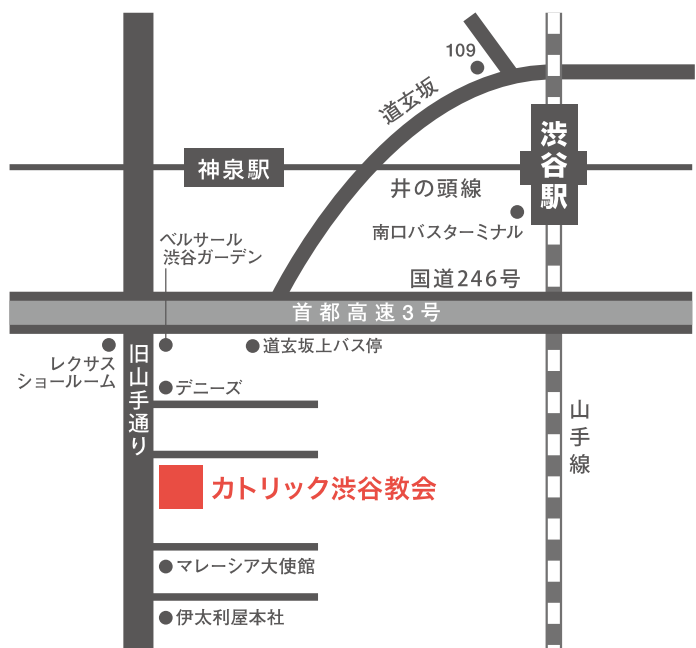 109
道玄坂
渋谷駅
神泉駅
井の頭線
南口バスターミナル
ベルサール
渋谷ガーデン
国道246号
首都高速3号
レクサス
ショールーム
旧山手通り
道玄坂上バス停
デニーズ
山手線
カトリック渋谷教会
マレーシア大使館
伊太利屋本社